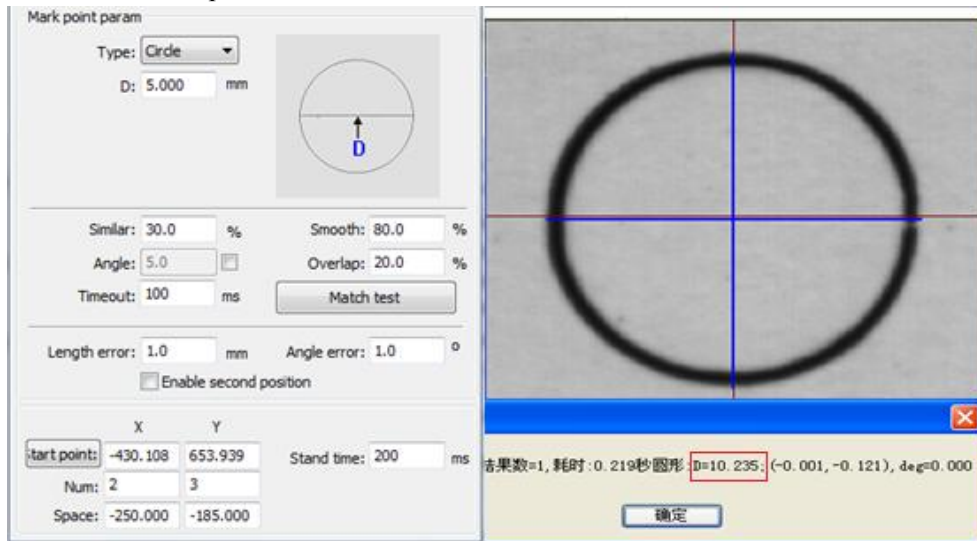 Mark point param
Type: Circle
D: 5.000 mm
D
Similar: 30.0 % Smooth: 80.0 %
Angle: 5.0 Overlap: 20.0 %
Timeout: 100 ms Match test
Length error: 1.0 mm Angle error: 1.0 °
Enable second position
X Y
tart point: -430.108 653.939 Stand time: 200 ms
Num: 2 3
Space: -250.000 -185.000
结果数=1,耗时:0.219秒圆形:D=10.235;(-0.001,-0.121),deg=0.000
确定